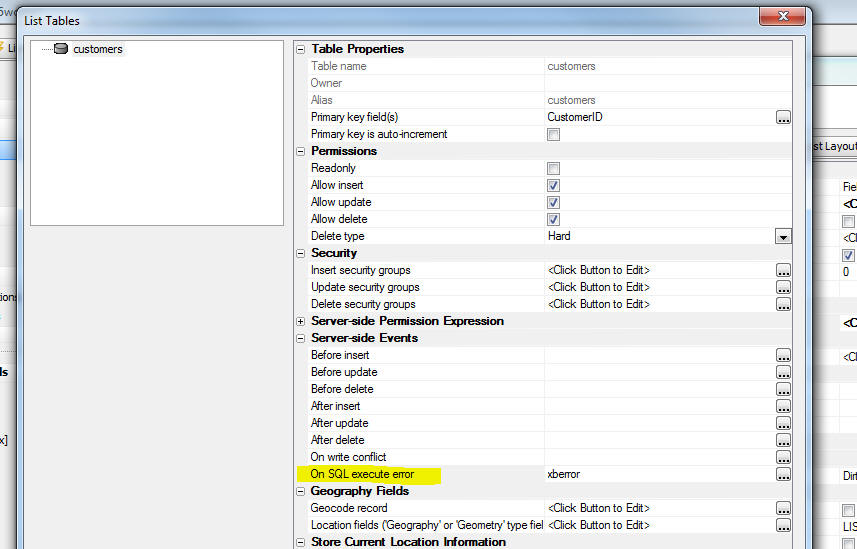 List Tables
customers
Table Properties
Table name customers
Owner
Alias customers
Primary key field(s) CustomerID ...
Primary key is auto-increment
Permissions
Readonly
Allow insert
Allow update
Allow delete
Delete type Hard
Security
Insert security groups <Click Button to Edit> ...
Update security groups <Click Button to Edit> ...
Delete security groups <Click Button to Edit> ...
Server-side Permission Expression
Server-side Events
Before insert ...
Before update ...
Before delete ...
After insert ...
After update ...
After delete ...
On write conflict ...
On SQL execute error xberror ...
Geography Fields
Geocode record <Click Button to Edit> ...
Location fields ('Geography' or 'Geometry' type fiel <Click Button to Edit> ...
Store Current Location Information
st Layout
Fie
<C
<Cl
0
<C
<Cl
Dirt
LIS
Li
ions
ls
x]